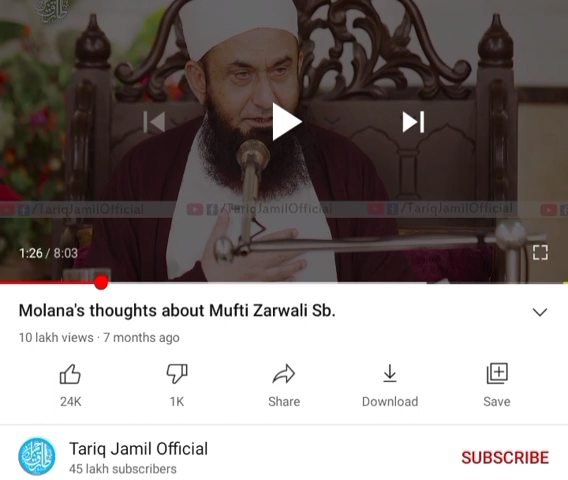 f/TariqJamilOfficial f/TariqJamilOfficial f/TariqJamilOfficial
1:26 / 8:03
Molana's thoughts about Mufti Zarwali Sb.
10 lakh views · 7 months ago
24K 1K Share Download Save
Tariq Jamil Official
45 lakh subscribers
SUBSCRIBE